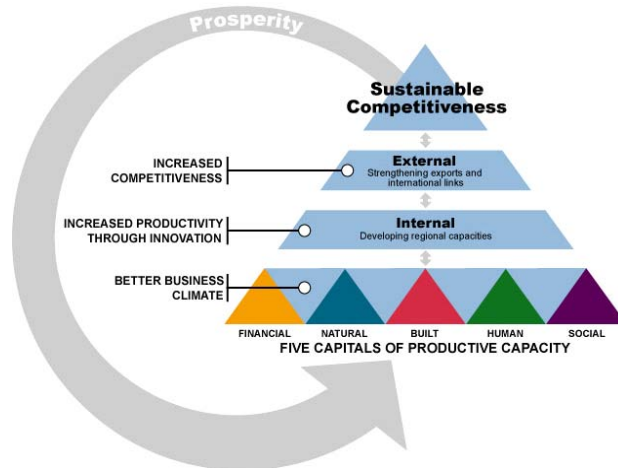 Prosperity
Sustainable
Competitiveness
INCREASED
COMPETITIVENESS
External
Strengthening exports and
international links
INCREASED PRODUCTIVITY
THROUGH INNOVATION
Internal
Developing regional capacities
BETTER BUSINESS
CLIMATE
FINANCIAL NATURAL BUILT HUMAN SOCIAL
FIVE CAPITALS OF PRODUCTIVE CAPACITY